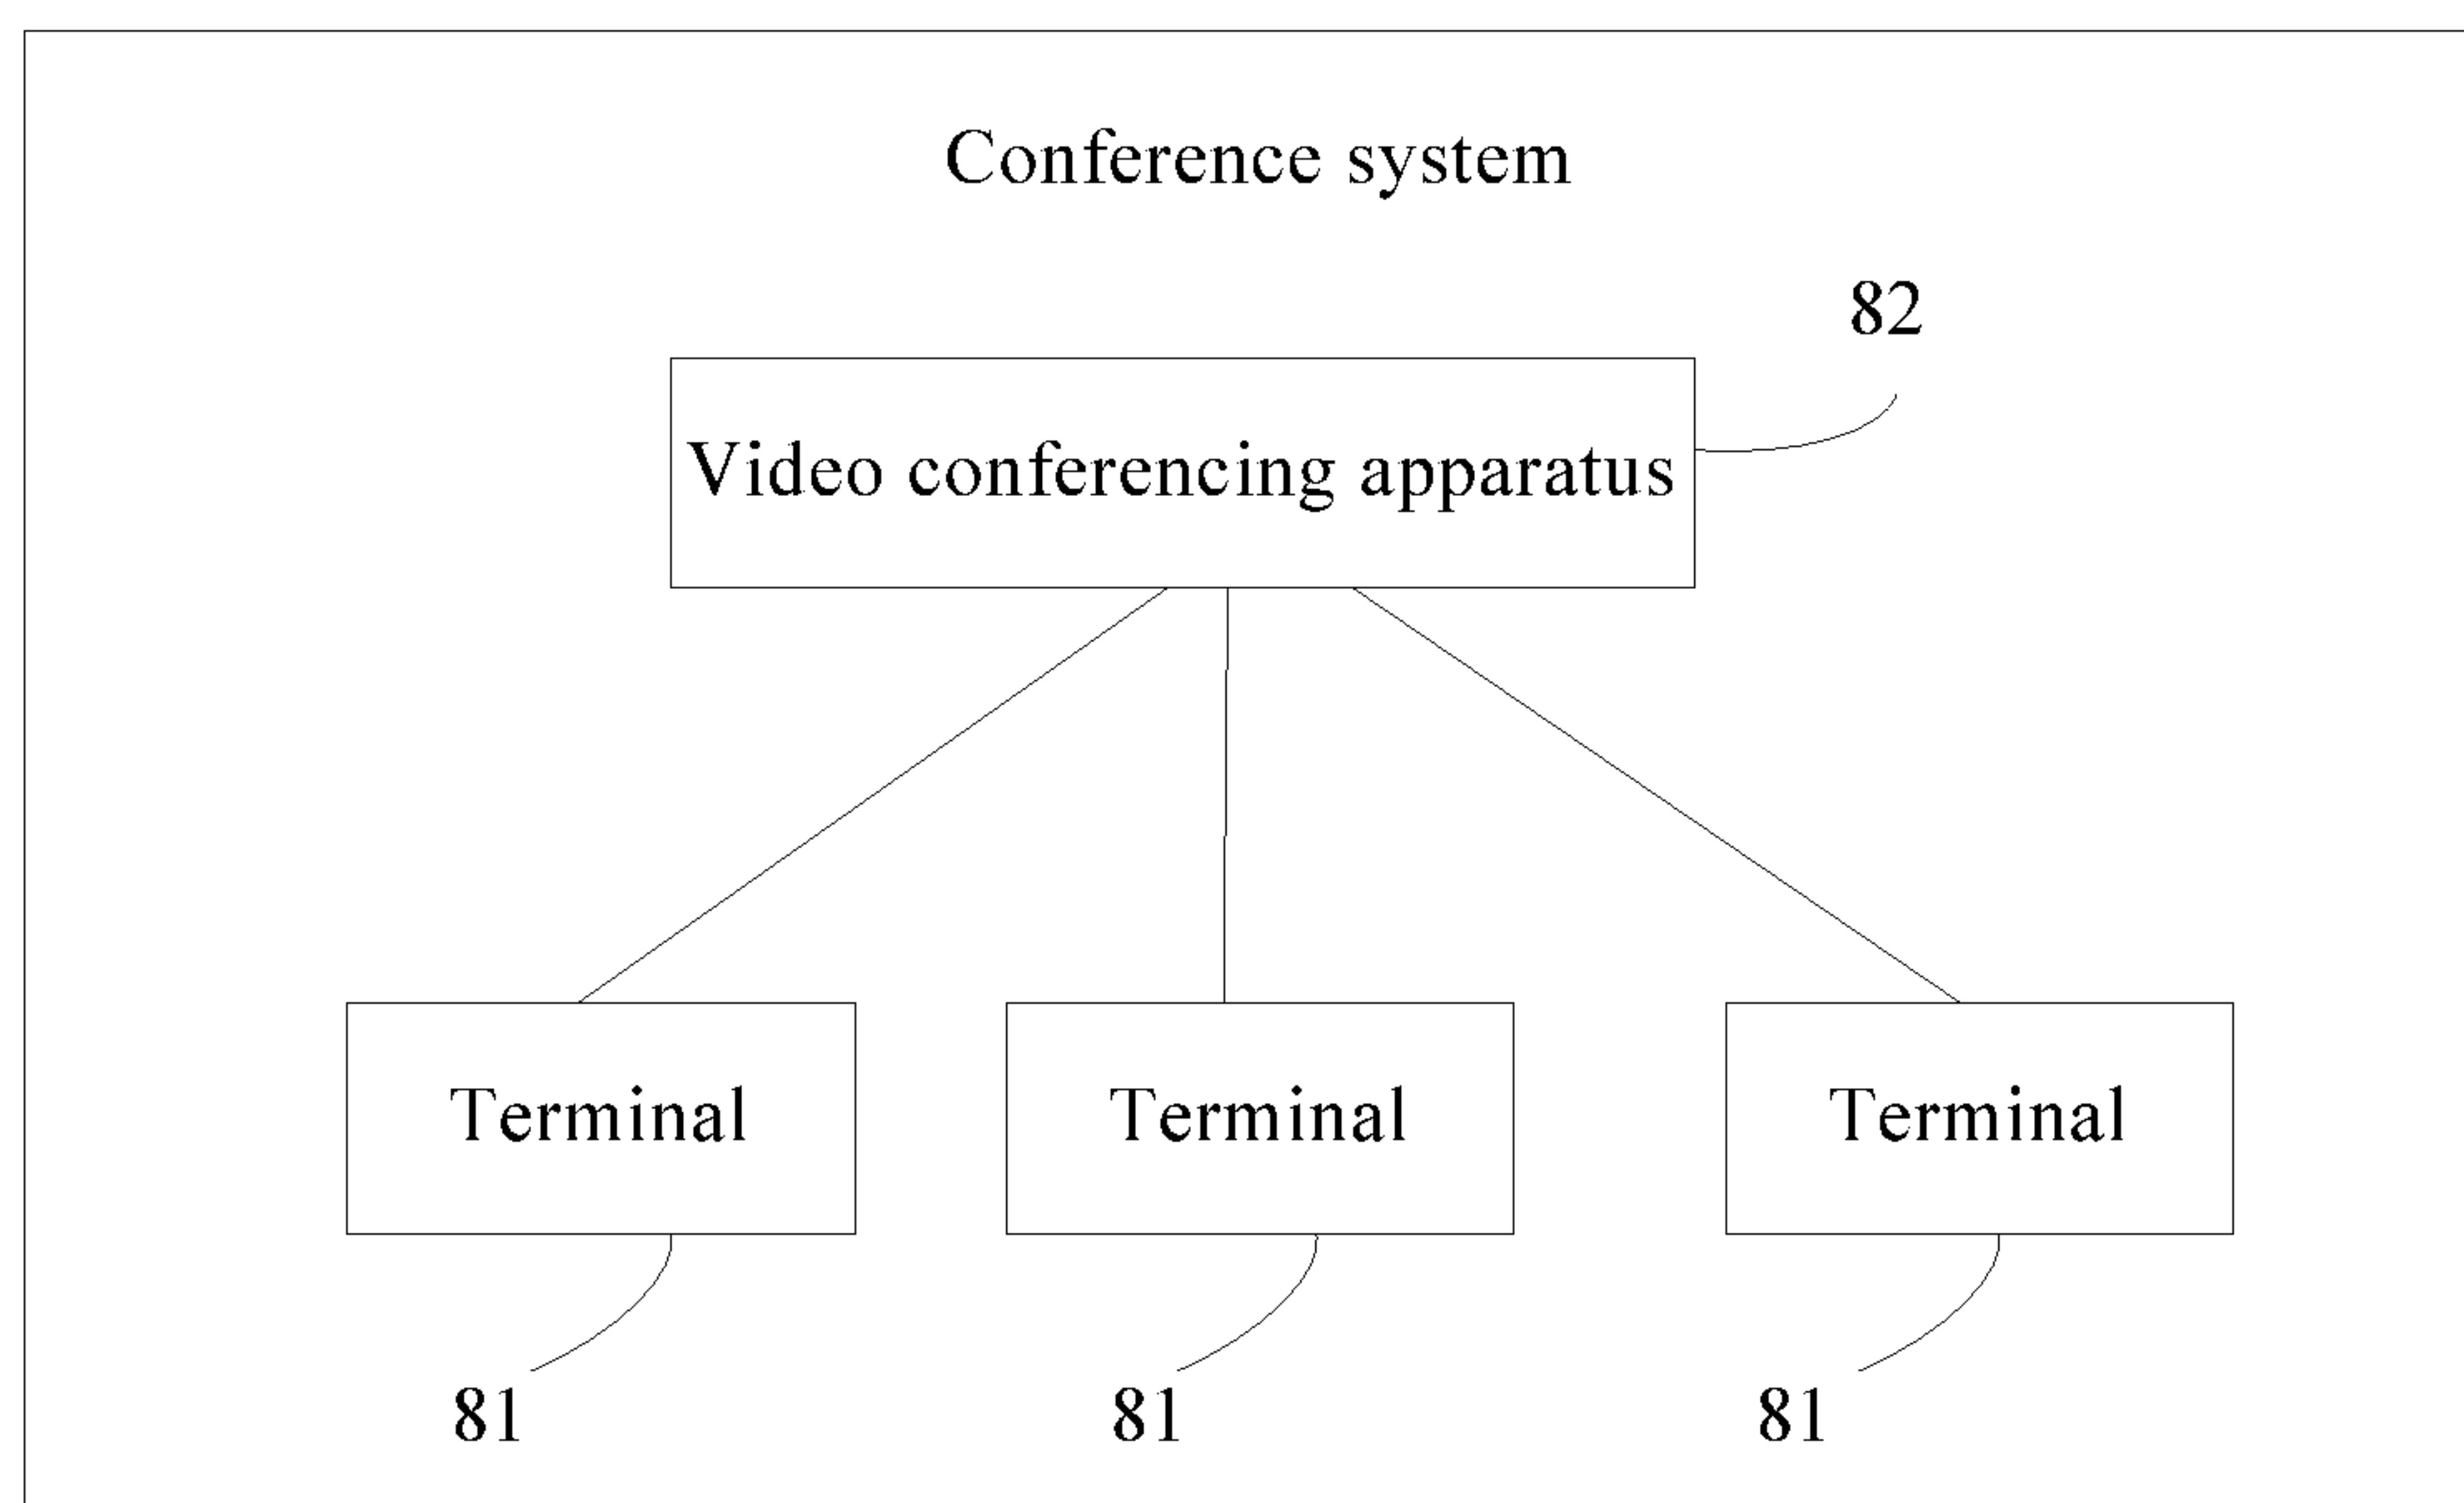 Conference system
82
Video conferencing apparatus
Terminal Terminal Terminal
81 81 81